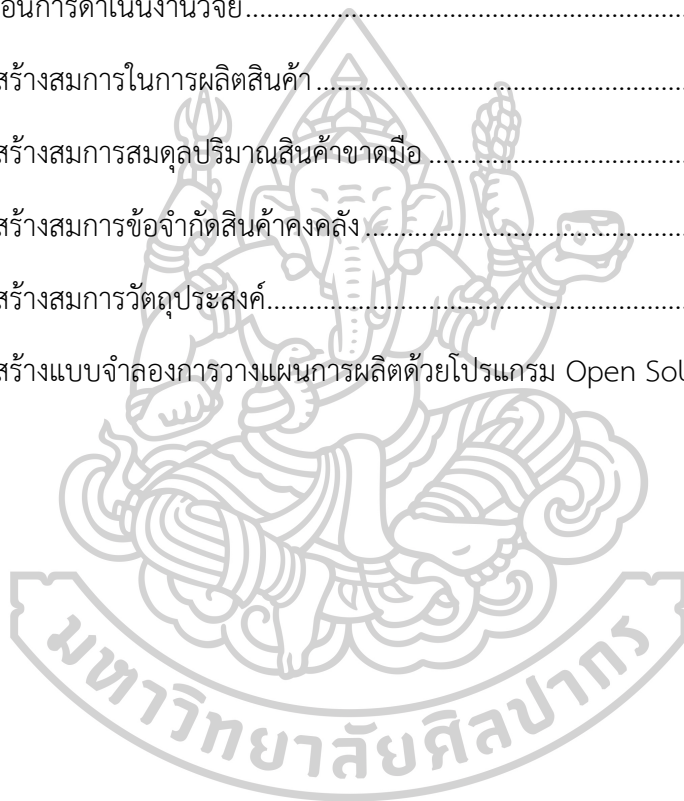 อนการดำเนินงานวิจัย
สร้างสมการในการผลิตสินค้า
สร้างสมการสมดุลปริมาณสินค้าขาดมือ
สร้างสมการข้อจำกัดสินค้าคงคลัง
สร้างสมการวัตถุประสงค์
สร้างแบบจำลองการวางแผนการผลิตด้วยโปรแกรม Open Sol
มหาวิทยาลัยศิลปากร